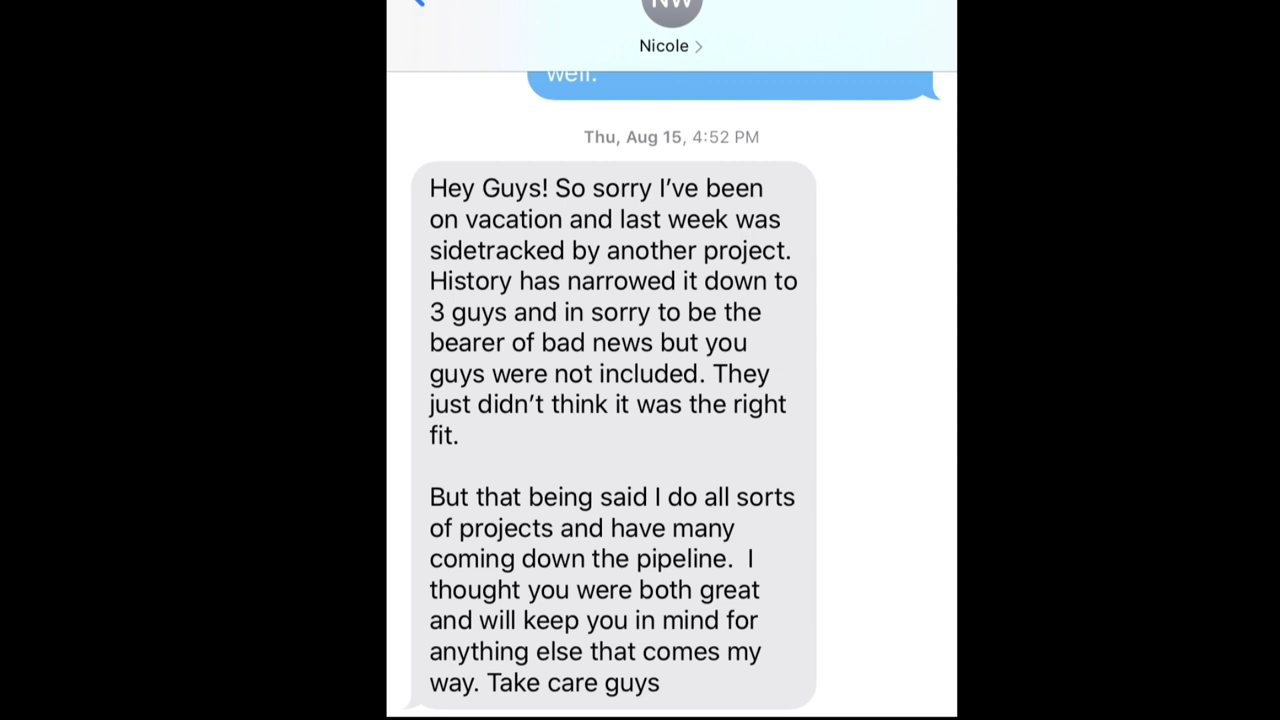 NW
Nicole >
well.
Thu, Aug 15, 4:52 PM
Hey Guys! So sorry I’ve been
on vacation and last week was
sidetracked by another project.
History has narrowed it down to
3 guys and in sorry to be the
bearer of bad news but you
guys were not included. They
just didn’t think it was the right
fit.
But that being said I do all sorts
of projects and have many
coming down the pipeline.  I
thought you were both great
and will keep you in mind for
anything else that comes my
way. Take care guys